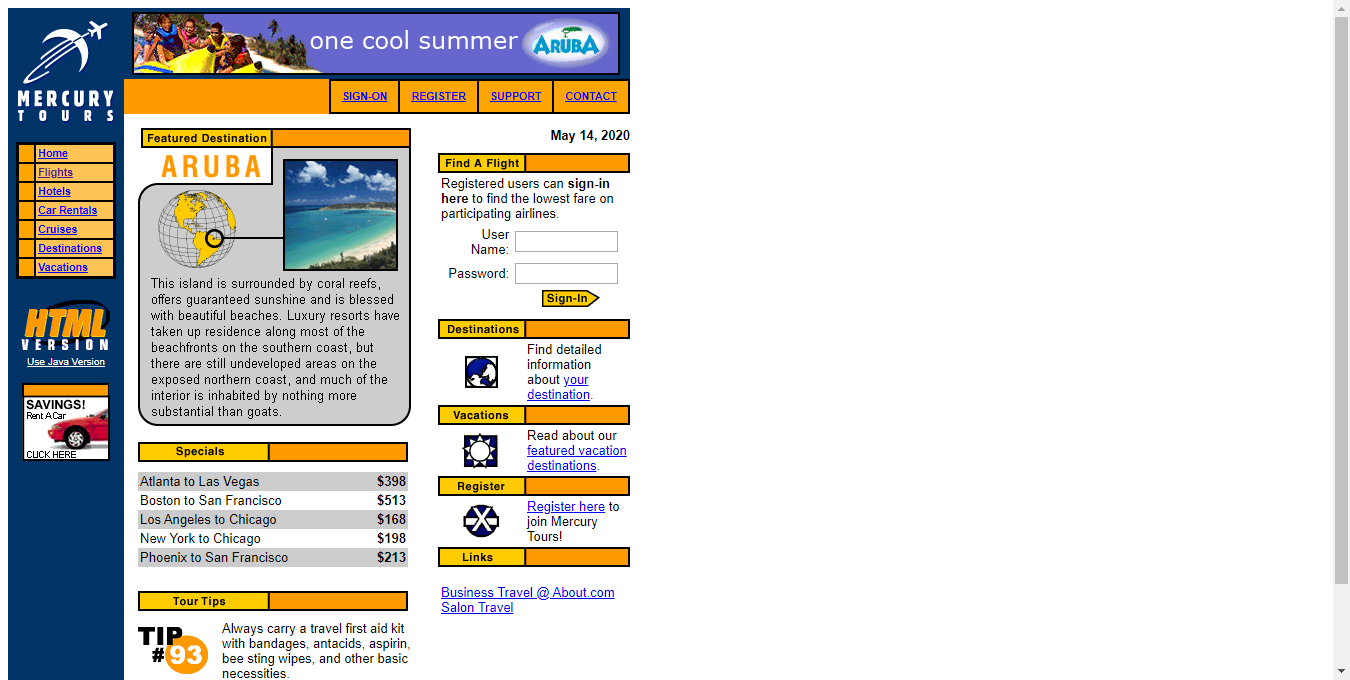 one cool summer ARUBA
MERCURY
TOURS
SIGN-ON REGISTER SUPPORT CONTACT
Home
Flights
Hotels
Car Rentals
Cruises
Destinations
Vacations
HTML
VERSION
Use Java Version
SAVINGS!
Rent A Car
CLICK HERE
Featured Destination
ARUBA
This island is surrounded by coral reefs,
offers guaranteed sunshine and is blessed
with beautiful beaches. Luxury resorts have
taken up residence along most of the
beachfronts on the southern coast, but
there are still undeveloped areas on the
exposed northern coast, and much of the
interior is inhabited by nothing more
substantial than goats.
Specials
Atlanta to Las Vegas $398
Boston to San Francisco $513
Los Angeles to Chicago $168
New York to Chicago $198
Phoenix to San Francisco $213
Tour Tips
TIP
#93
Always carry a travel first aid kit
with bandages, antacids, aspirin,
bee sting wipes, and other basic
necessities.
May 14, 2020
Find A Flight
Registered users can sign-in
here to find the lowest fare on
participating airlines.
User
Name:
Password:
Sign-In
Destinations
Find detailed
information
about your
destination.
Vacations
Read about our
featured vacation
destinations.
Register
Register here to
join Mercury
Tours!
Links
Business Travel @ About.com
Salon Travel